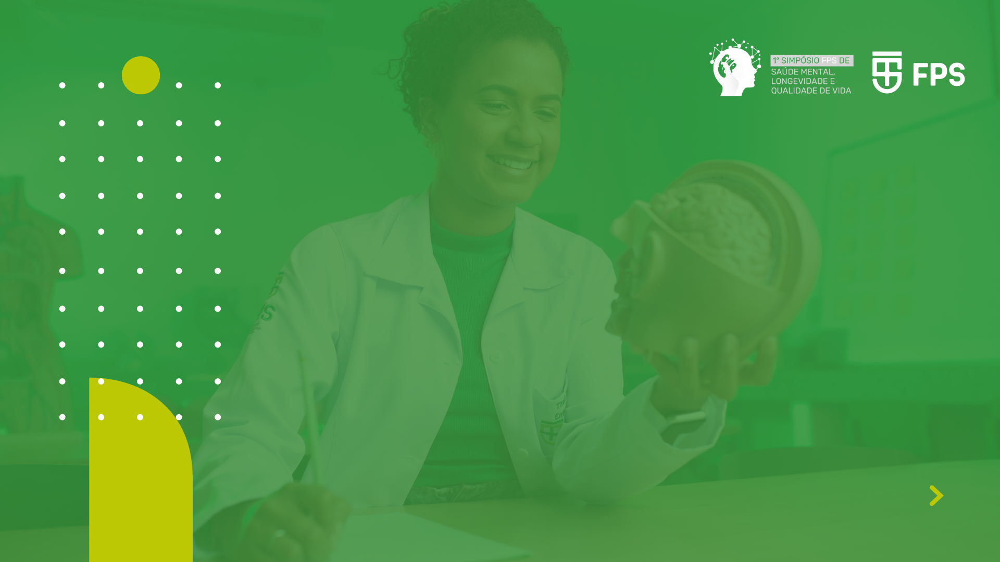 1º SIMPÓSIO FPS DE
SAÚDE MENTAL,
LONGEVIDADE E
QUALIDADE DE VIDA
FPS